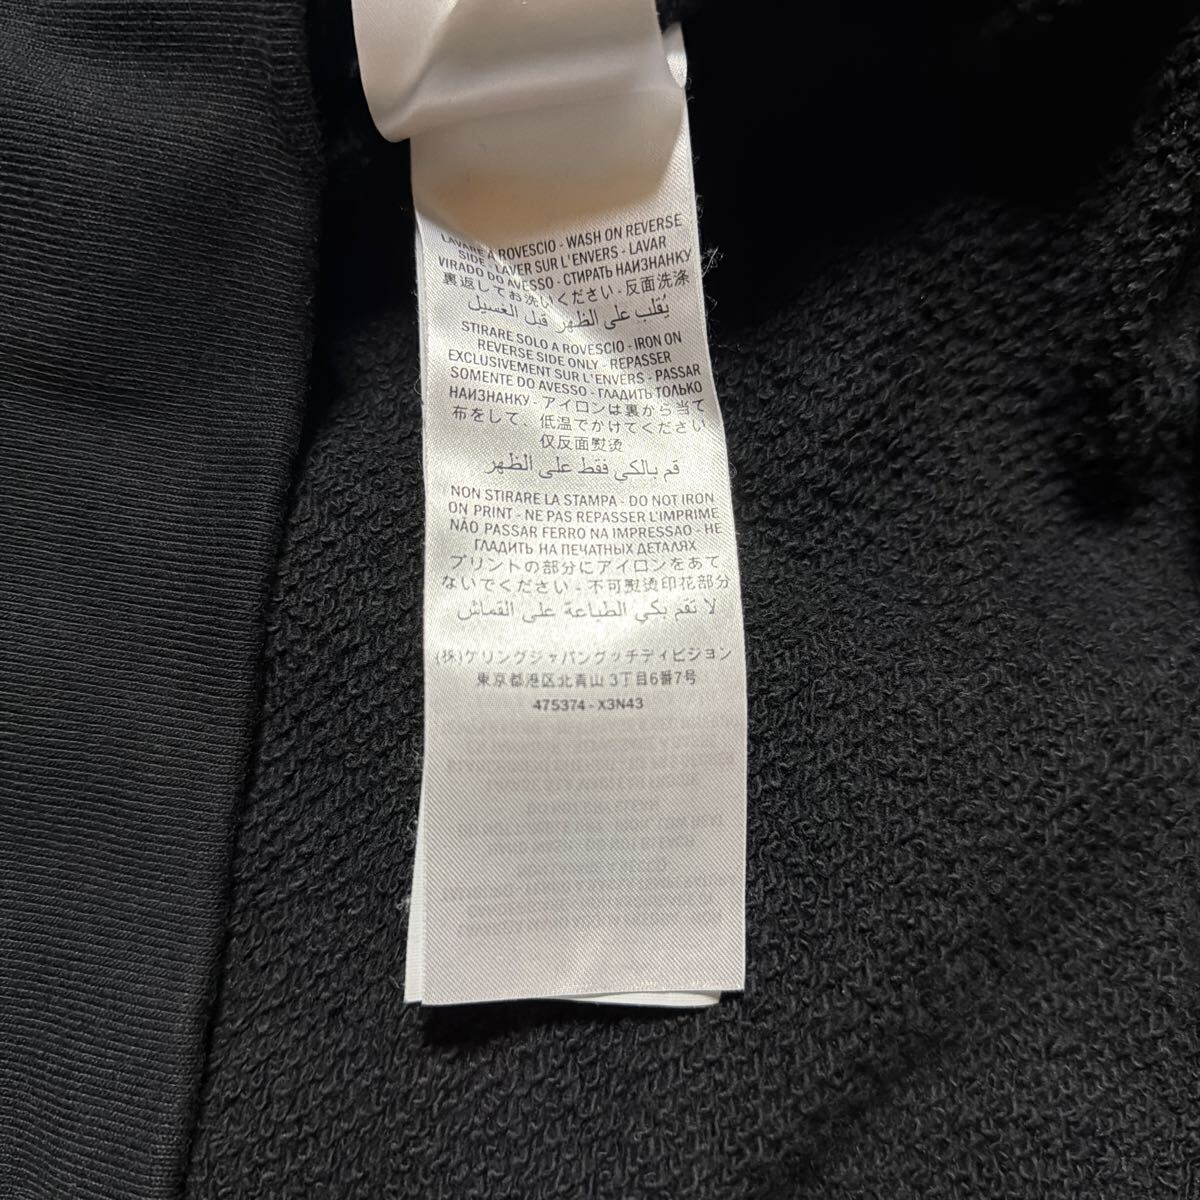 LAVARE A ROVESCIO - WASH ON REVERSE
SIDE - LAVER SUR L'ENVERS - LAVAR
VIRADO DO AVESSO - СТИРАТЬ НАИЗНАНКУ
裏返してお洗いください - 反面洗涤
يُقلب على الظهر قبل الغسيل
STIRARE SOLO A ROVESCIO - IRON ON
REVERSE SIDE ONLY - REPASSER
EXCLUSIVEMENT SUR L'ENVERS - PASSAR
SOMENTE DO AVESSO - ГЛАДИТЬ ТОЛЬКО
НАИЗНАНКУ - アイロンは裏から当て
布をして、低温でかけてください
仅反面熨烫
قم بالكي فقط على الظهر
NON STIRARE LA STAMPA - DO NOT IRON
ON PRINT - NE PAS REPASSER L'IMPRIME
NÃO PASSAR FERRO NA IMPRESSAO - НЕ
ГЛАДИТЬ НА ПЕЧАТНЫХ ДЕТАЛЯХ
プリントの部分にアイロンをあて
ないでください - 不可熨烫印花部分
لا تقم بكي الطباعة على القماش
(株)ケリングジャパングッチディビジョン
東京都港区北青山 3丁目6番7号
475374 - X3N43